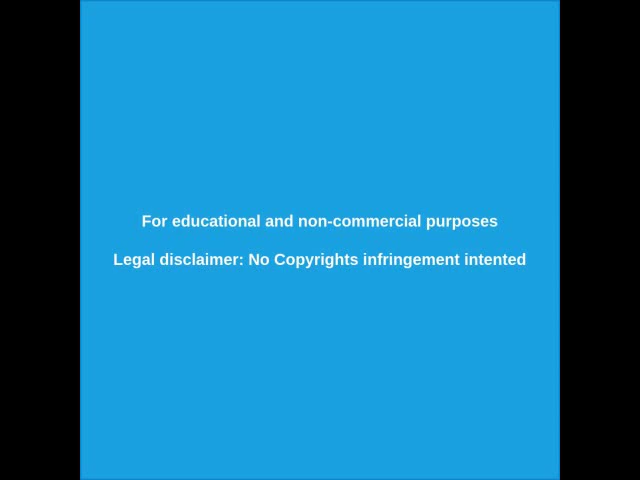 For educational and non-commercial purposes
Legal disclaimer: No Copyrights infringement intented